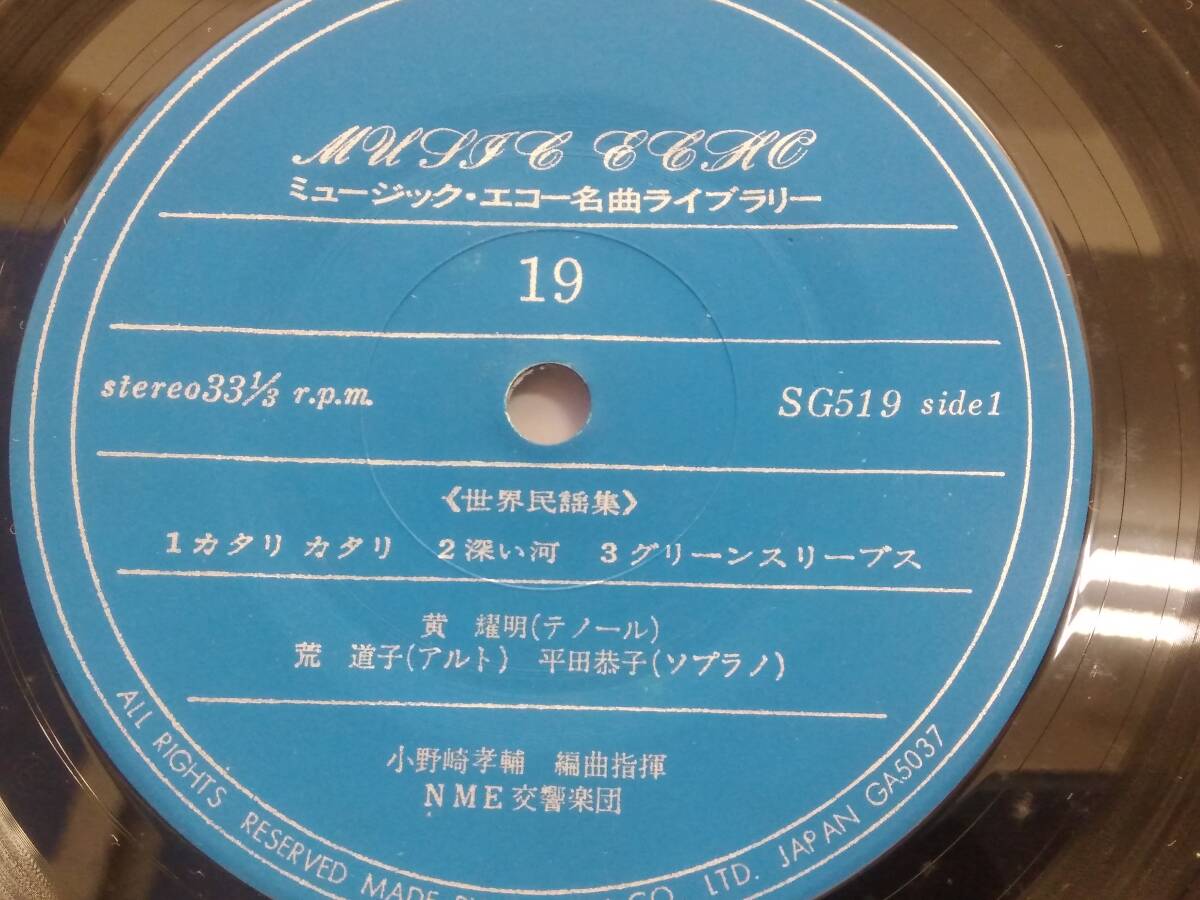 MUSIC ECHO
ミュージック・エコー名曲ライブラリー
19
stereo33⅓ r.p.m.
SG519 side1
《世界民謡集》
1カタリ カタリ 2深い河 3グリーンスリーブス
黄 耀明(テノール)
荒 道子(アルト) 平田恭子(ソプラノ)
小野崎孝輔 編曲指揮
NME交響楽団
ALL RIGHTS RESERVED MADE CO. LTD. JAPAN GA5037